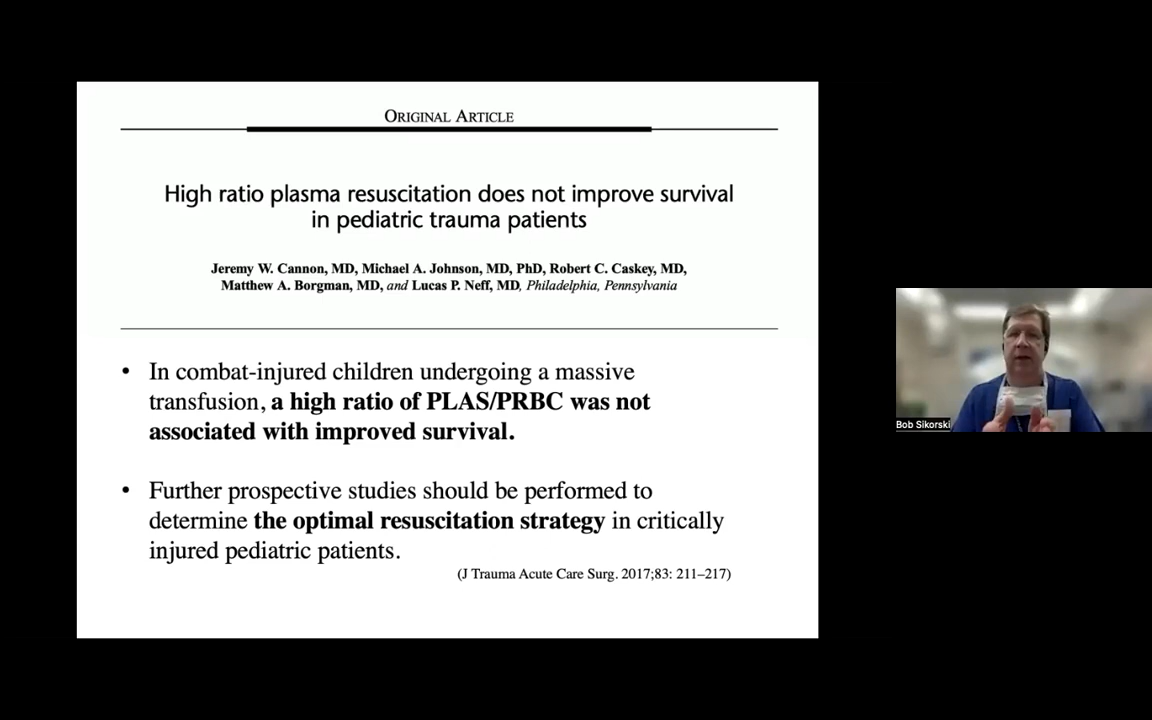 ORIGINAL ARTICLE
High ratio plasma resuscitation does not improve survival
in pediatric trauma patients
Jeremy W. Cannon, MD, Michael A. Johnson, MD, PhD, Robert C. Caskey, MD,
Matthew A. Borgman, MD, and Lucas P. Neff, MD, Philadelphia, Pennsylvania
• In combat-injured children undergoing a massive
transfusion, a high ratio of PLAS/PRBC was not
associated with improved survival.
• Further prospective studies should be performed to
determine the optimal resuscitation strategy in critically
injured pediatric patients.
(J Trauma Acute Care Surg. 2017;83: 211–217)
Bob Sikorski